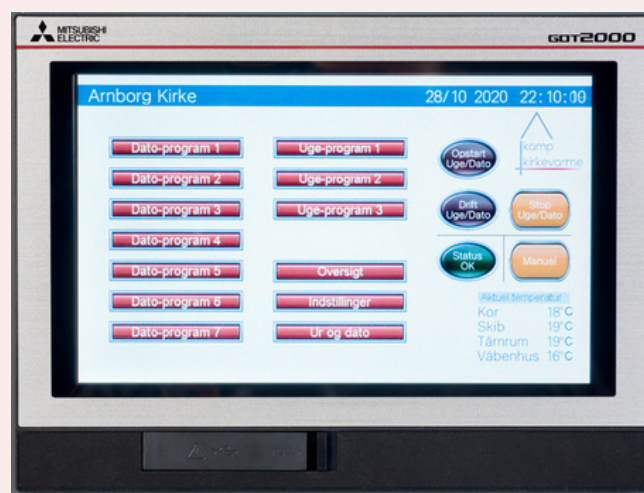 MITSUBISHI
ELECTRIC
GOT2000
Arnborg Kirke 28/10 2020 22:10:
kamp
kirkevarme
Dato-program 1
Dato-program 2
Dato-program 3
Dato-program 4
Dato-program 5
Dato-program 6
Dato-program 7
Uge-program 1
Uge-program 2
Uge-program 3
Oversigt
Indstillinger
Ur og dato
Opstart
Uge/Dato
Drift
Uge/Dato
Stop
Uge/Dato
Status
OK
Manuel
Aktuel temperatur
Kor 18°C
Skib 19°C
Tårnrum 19°C
Våbenhus 16°C